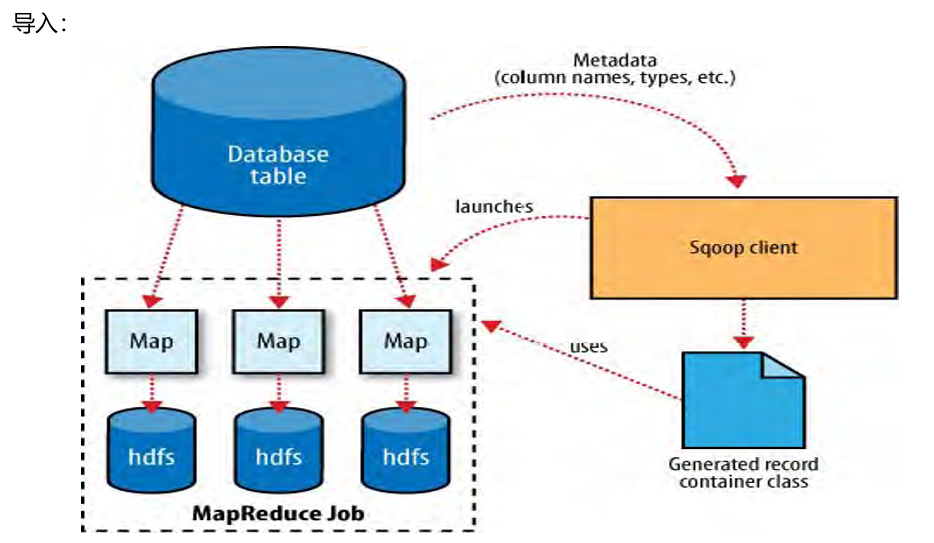 导入：
Metadata
(column names, types, etc.)
Database
table
launches
Sqoop client
Map
Map
Map
uses
hdfs
hdfs
hdfs
Generated record
container class
MapReduce Job